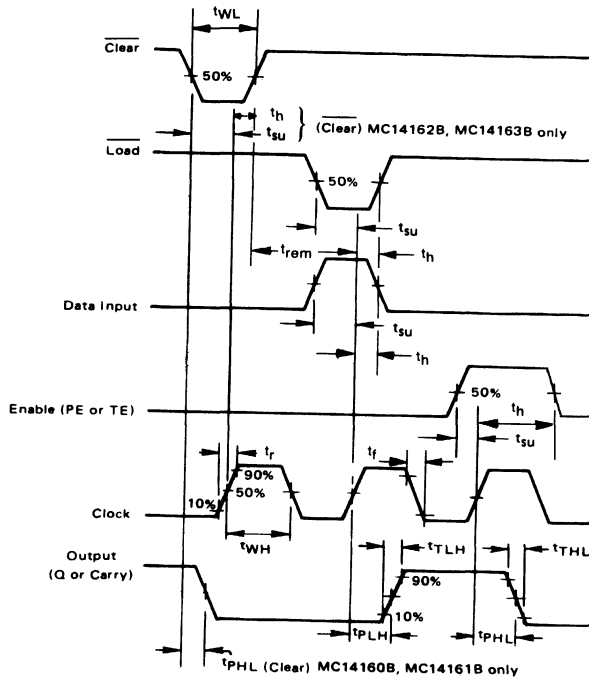 tWL
Clear
50%
th
tsu } (Clear) MC14162B, MC14163B only
Load
50%
tsu
trem
th
Data Input
tsu
th
50%
th
Enable (PE or TE)
tsu
tr
tf
90%
50%
10%
Clock
tWH
tTLH
tTHL
Output
(Q or Carry)
90%
10%
tPLH
tPHL
tPHL (Clear) MC14160B, MC14161B only